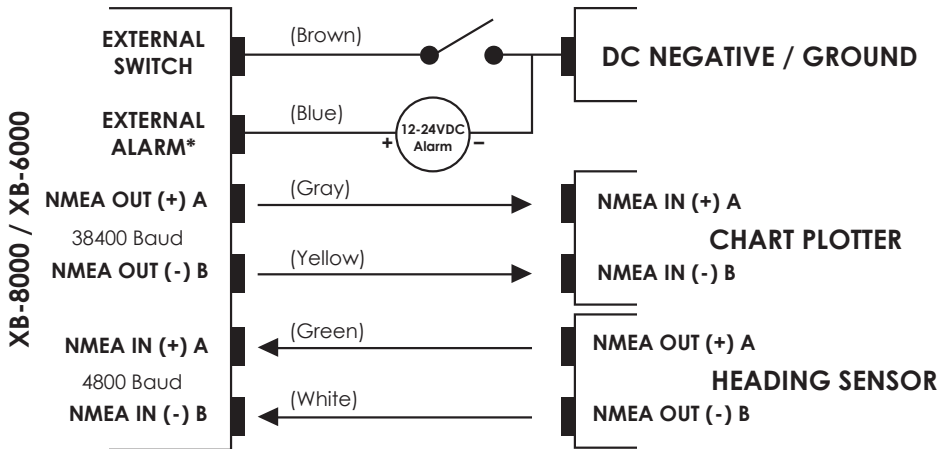 XB-8000 / XB-6000
EXTERNAL
SWITCH
(Brown)
DC NEGATIVE / GROUND
EXTERNAL
ALARM*
(Blue)
+
12-24VDC
Alarm
–
NMEA OUT (+) A
(Gray)
NMEA IN (+) A
38400 Baud
CHART PLOTTER
NMEA OUT (-) B
(Yellow)
NMEA IN (-) B
NMEA IN (+) A
(Green)
NMEA OUT (+) A
4800 Baud
HEADING SENSOR
NMEA IN (-) B
(White)
NMEA OUT (-) B